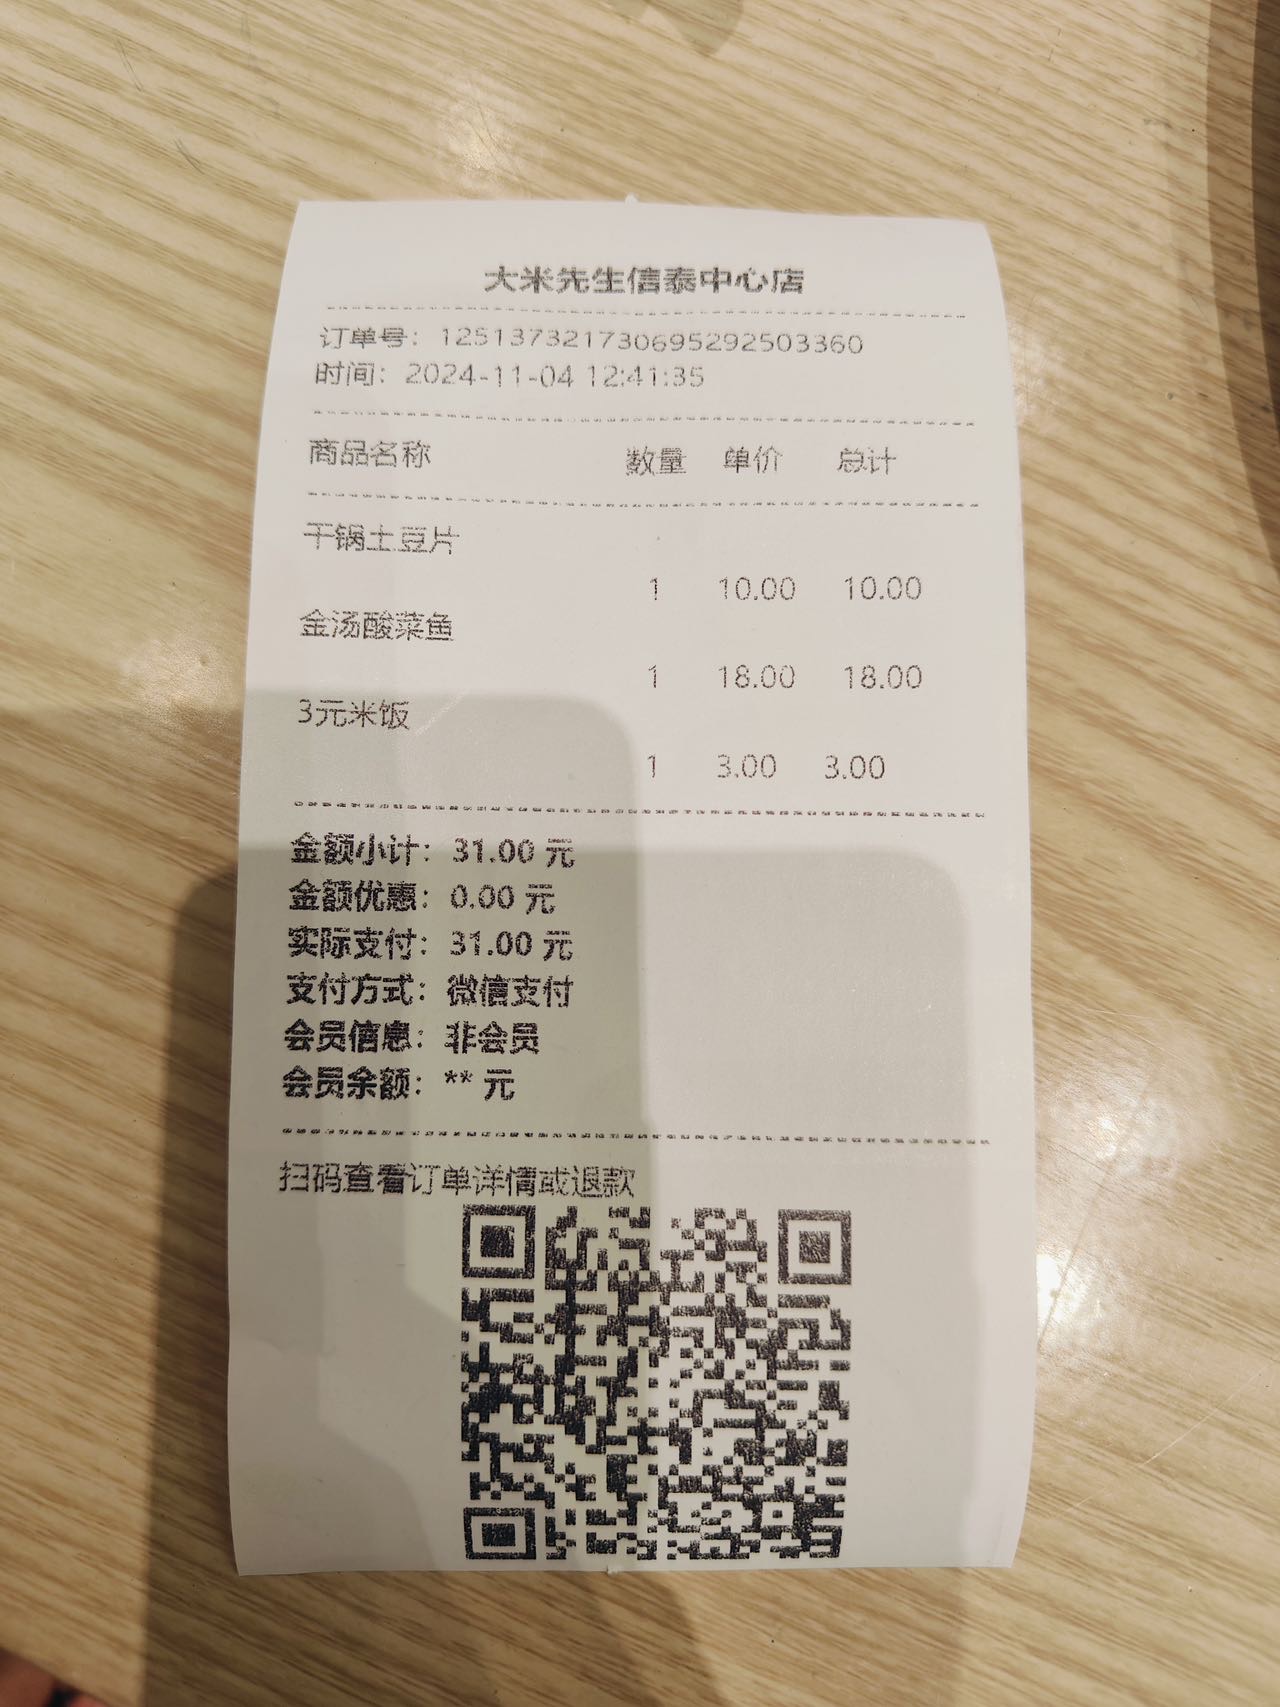 大米先生信泰中心店
订单号：125137321730695292503360
时间：2024-11-04 12:41:35
商品名称 数量 单价 总计
干锅土豆片
1 10.00 10.00
金汤酸菜鱼
1 18.00 18.00
3元米饭
1 3.00 3.00
金额小计：31.00 元
金额优惠：0.00 元
实际支付：31.00 元
支付方式：微信支付
会员信息：非会员
会员余额：** 元
扫码查看订单详情或退款